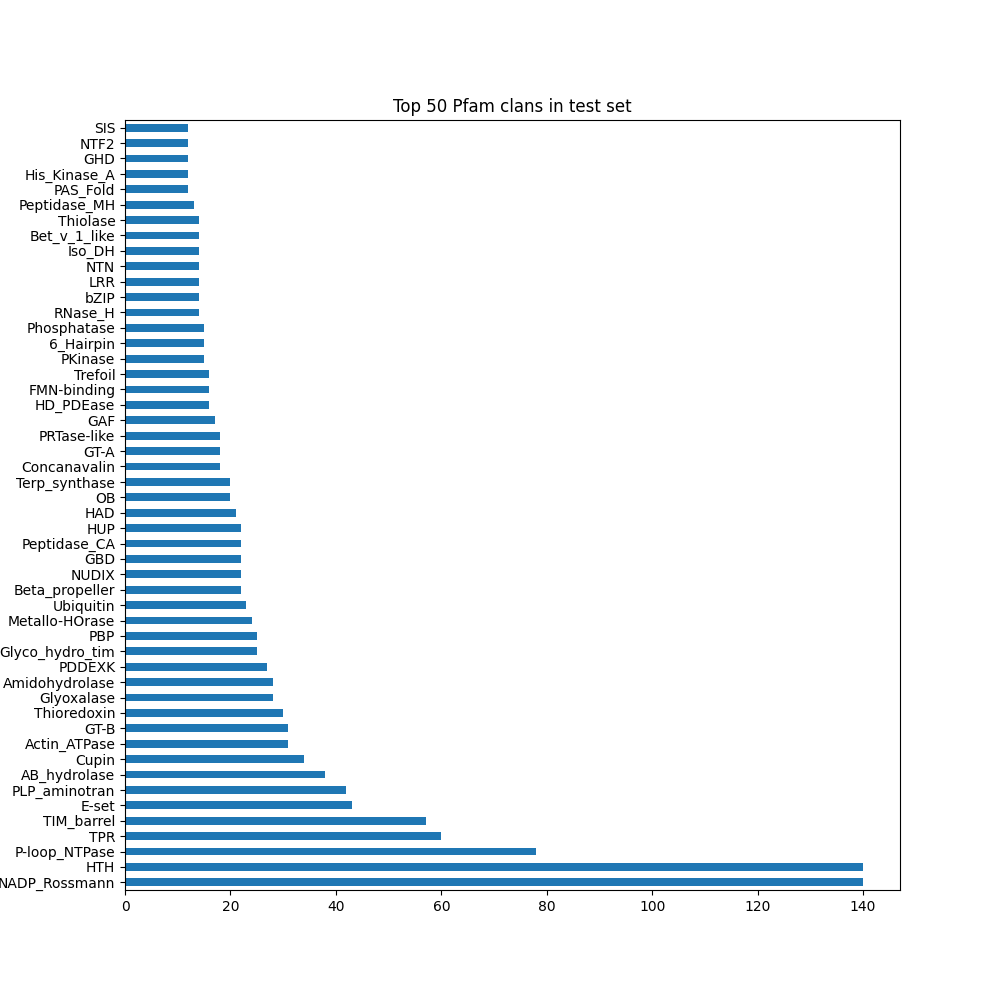 Top 50 Pfam clans in test set
SIS
NTF2
GHD
His_Kinase_A
PAS_Fold
Peptidase_MH
Thiolase
Bet_v_1_like
Iso_DH
NTN
LRR
bZIP
RNase_H
Phosphatase
6_Hairpin
PKinase
Trefoil
FMN-binding
HD_PDEase
GAF
PRTase-like
GT-A
Concanavalin
Terp_synthase
OB
HAD
HUP
Peptidase_CA
GBD
NUDIX
Beta_propeller
Ubiquitin
Metallo-HOrase
PBP
Glyco_hydro_tim
PDDEXK
Amidohydrolase
Glyoxalase
Thioredoxin
GT-B
Actin_ATPase
Cupin
AB_hydrolase
PLP_aminotran
E-set
TIM_barrel
TPR
P-loop_NTPase
HTH
NADP_Rossmann
0 20 40 60 80 100 120 140